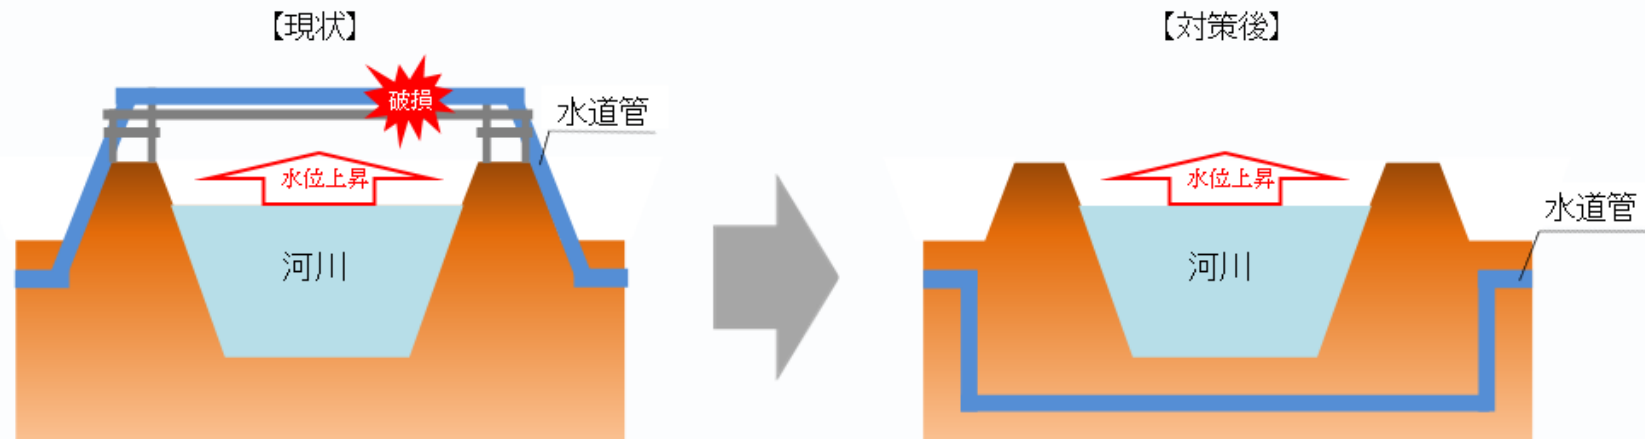 【現状】
【対策後】
破損
水道管
水位上昇
河川
水位上昇
水道管
河川